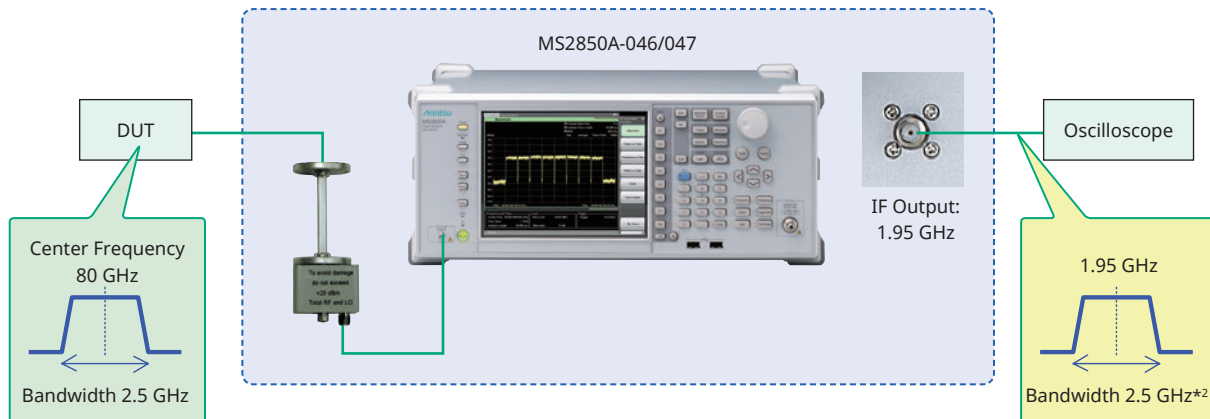 MS2850A-046/047
DUT
Center Frequency
80 GHz
Bandwidth 2.5 GHz
To avoid damage
do not exceed
+20 dBm
Total RF and LO
Anritsu
MS2850A
IF Output:
1.95 GHz
Oscilloscope
1.95 GHz
Bandwidth 2.5 GHz*2